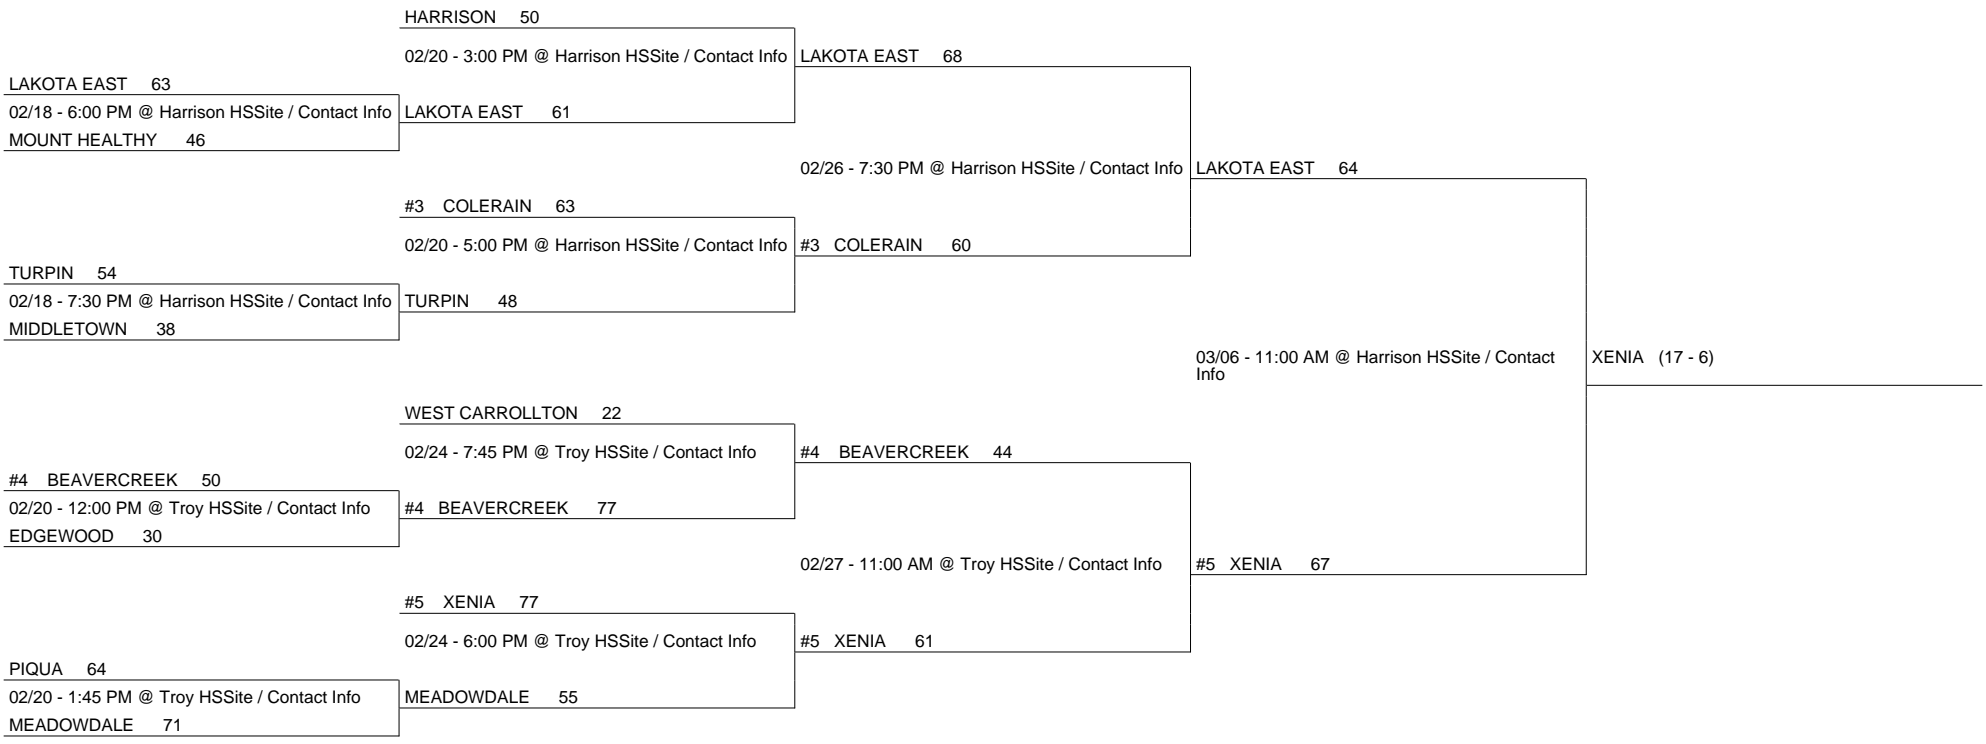 HARRISON 50
02/20 - 3:00 PM @ Harrison HSSite / Contact Info
LAKOTA EAST 68
LAKOTA EAST 63
02/18 - 6:00 PM @ Harrison HSSite / Contact Info
LAKOTA EAST 61
MOUNT HEALTHY 46
02/26 - 7:30 PM @ Harrison HSSite / Contact Info
LAKOTA EAST 64
#3 COLERAIN 63
02/20 - 5:00 PM @ Harrison HSSite / Contact Info
#3 COLERAIN 60
TURPIN 54
02/18 - 7:30 PM @ Harrison HSSite / Contact Info
TURPIN 48
MIDDLETOWN 38
03/06 - 11:00 AM @ Harrison HSSite / Contact
Info
XENIA (17 - 6)
WEST CARROLLTON 22
02/24 - 7:45 PM @ Troy HSSite / Contact Info
#4 BEAVERCREEK 44
#4 BEAVERCREEK 50
02/20 - 12:00 PM @ Troy HSSite / Contact Info
#4 BEAVERCREEK 77
EDGEWOOD 30
02/27 - 11:00 AM @ Troy HSSite / Contact Info
#5 XENIA 67
#5 XENIA 77
02/24 - 6:00 PM @ Troy HSSite / Contact Info
#5 XENIA 61
PIQUA 64
02/20 - 1:45 PM @ Troy HSSite / Contact Info
MEADOWDALE 55
MEADOWDALE 71